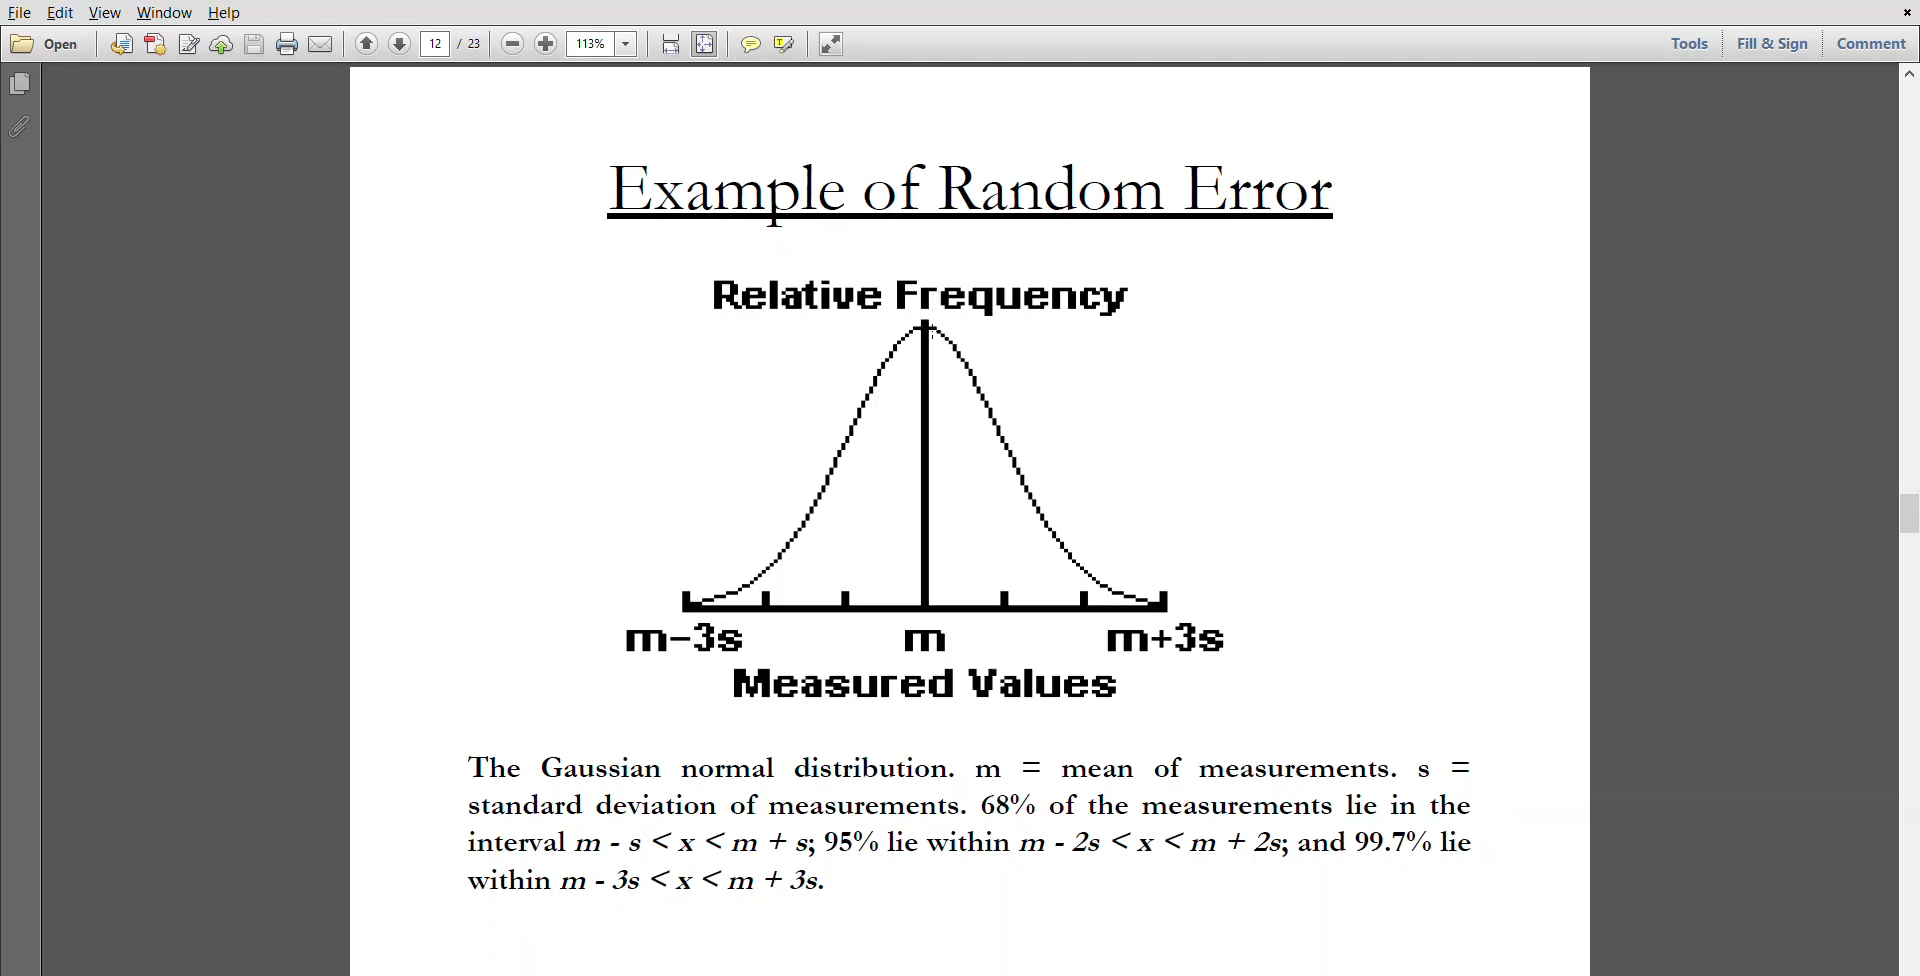 File Edit View Window Help
Open 12 / 23 113% Tools Fill & Sign Comment
Example of Random Error
Relative Frequency
m-3s m m+3s
Measured Values
The Gaussian normal distribution. m = mean of measurements. s =
standard deviation of measurements. 68% of the measurements lie in the
interval m - s < x < m + s; 95% lie within m - 2s < x < m + 2s; and 99.7% lie
within m - 3s < x < m + 3s.